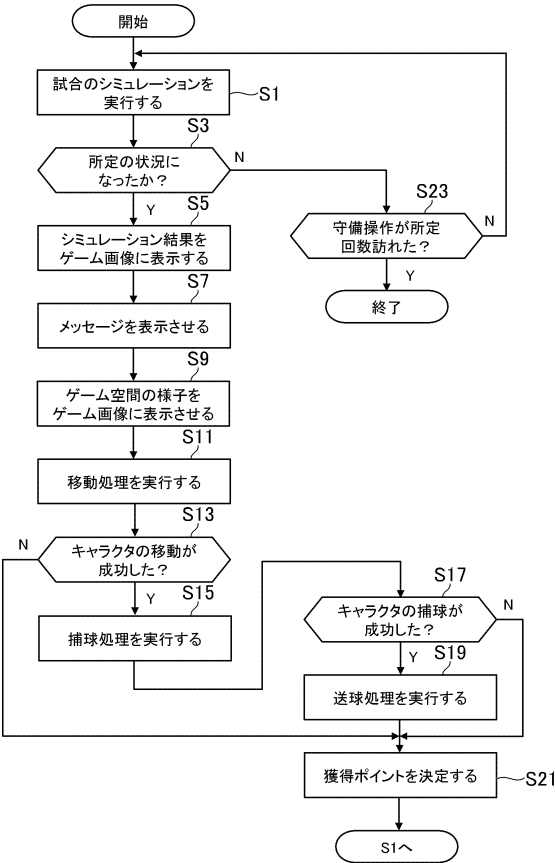 開始
試合のシミュレーションを
実行する
S1
S3
所定の状況に
なったか？
N
Y
S23
守備操作が所定
回数訪れた？
N
Y
終了
S5
シミュレーション結果を
ゲーム画像に表示する
S7
メッセージを表示させる
S9
ゲーム空間の様子を
ゲーム画像に表示させる
S11
移動処理を実行する
S13
キャラクタの移動が
成功した？
N
Y
S15
捕球処理を実行する
S17
キャラクタの捕球が
成功した？
N
Y
S19
送球処理を実行する
獲得ポイントを決定する
S21
S1へ